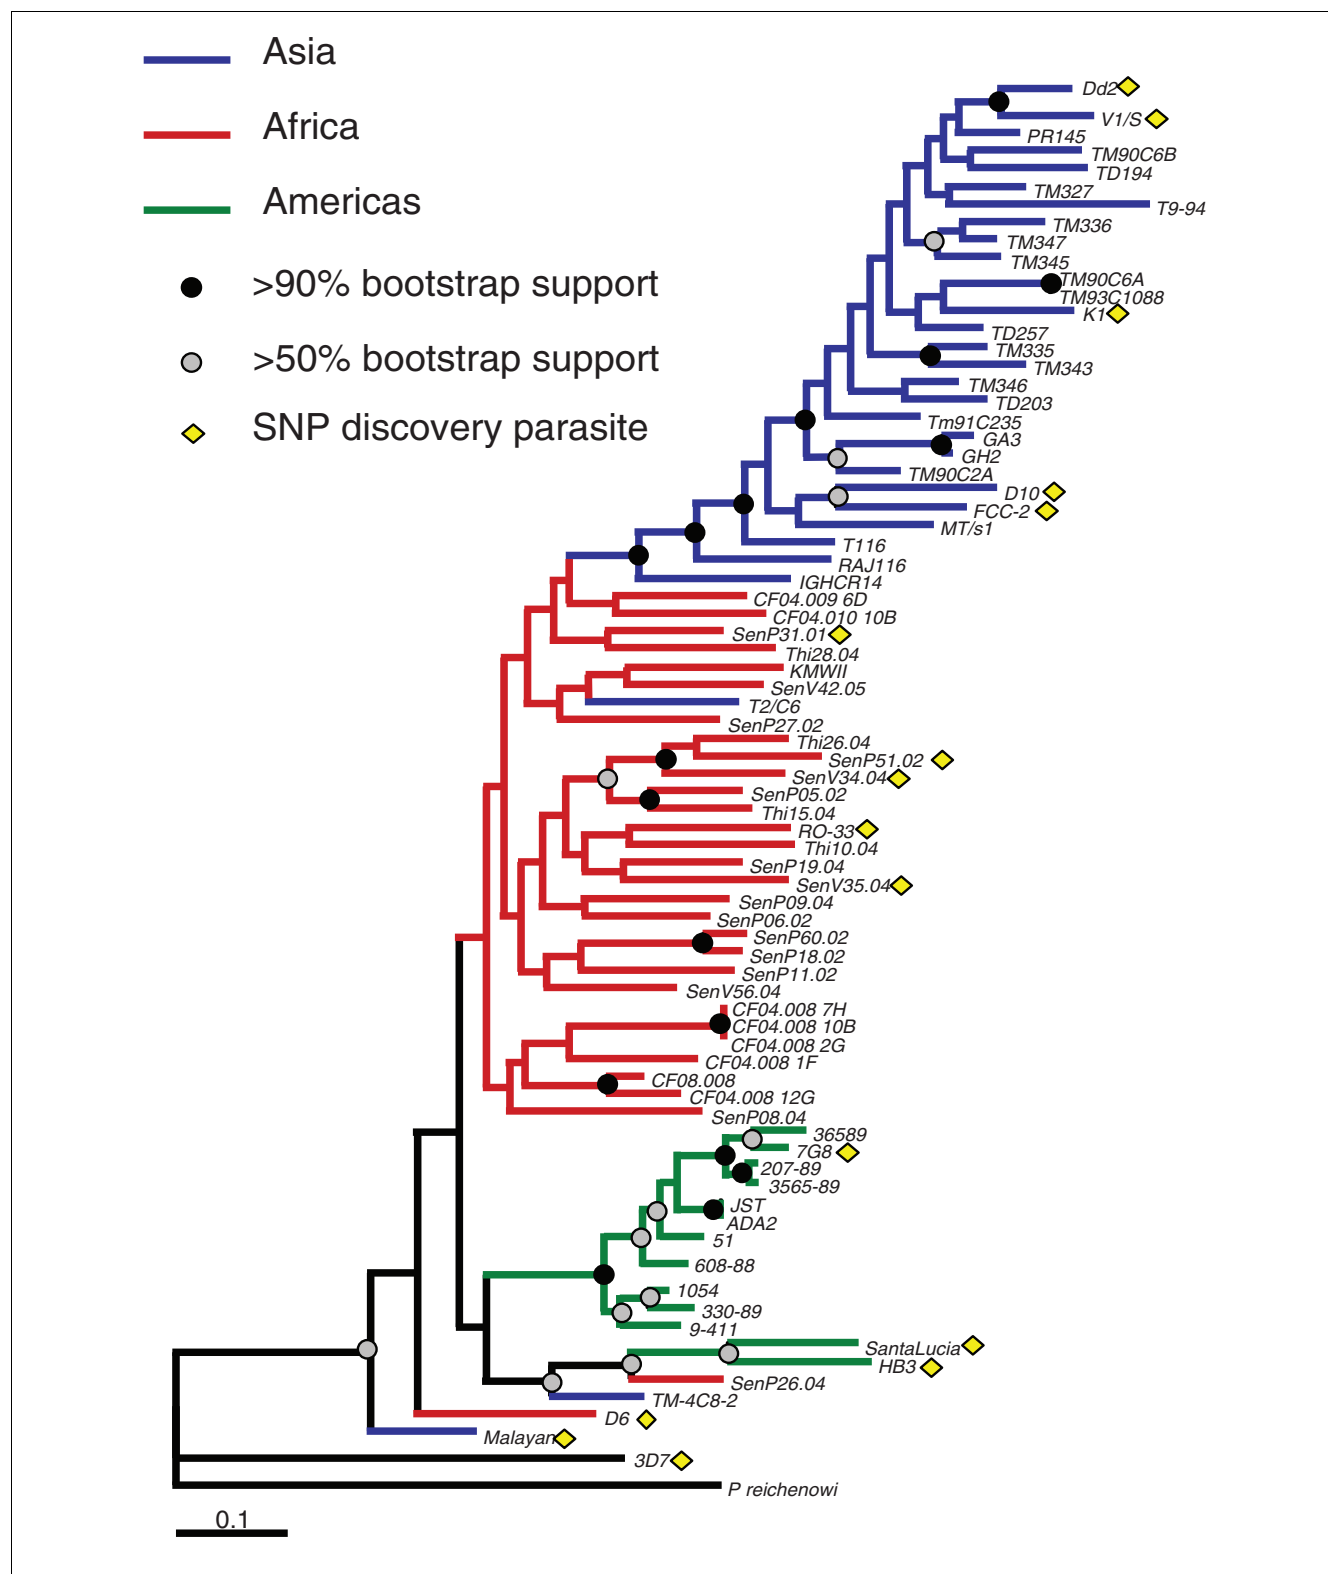 Asia
Africa
Americas
>90% bootstrap support
>50% bootstrap support
SNP discovery parasite
Dd2
V1/S
PR145
TM90C6B
TD194
TM327
T9-94
TM336
TM347
TM345
TM90C6A
TM93C1088
K1
TD257
TM335
TM343
TM346
TD203
Tm91C235
GA3
GH2
TM90C2A
D10
FCC-2
MT/s1
T116
RAJ116
IGHCR14
CF04.009 6D
CF04.010 10B
SenP31.01
Thi28.04
KMWII
SenV42.05
T2/C6
SenP27.02
Thi26.04
SenP51.02
SenV34.04
SenP05.02
Thi15.04
RO-33
Thi10.04
SenP19.04
SenV35.04
SenP09.04
SenP06.02
SenP60.02
SenP18.02
SenP11.02
SenV56.04
CF04.008 7H
CF04.008 10B
CF04.008 2G
CF04.008 1F
CF08.008
CF04.008 12G
SenP08.04
36589
7G8
207-89
3565-89
JST
ADA2
51
608-88
1054
330-89
9-411
SantaLucia
HB3
SenP26.04
TM-4C8-2
D6
Malayan
3D7
P reichenowi
0.1